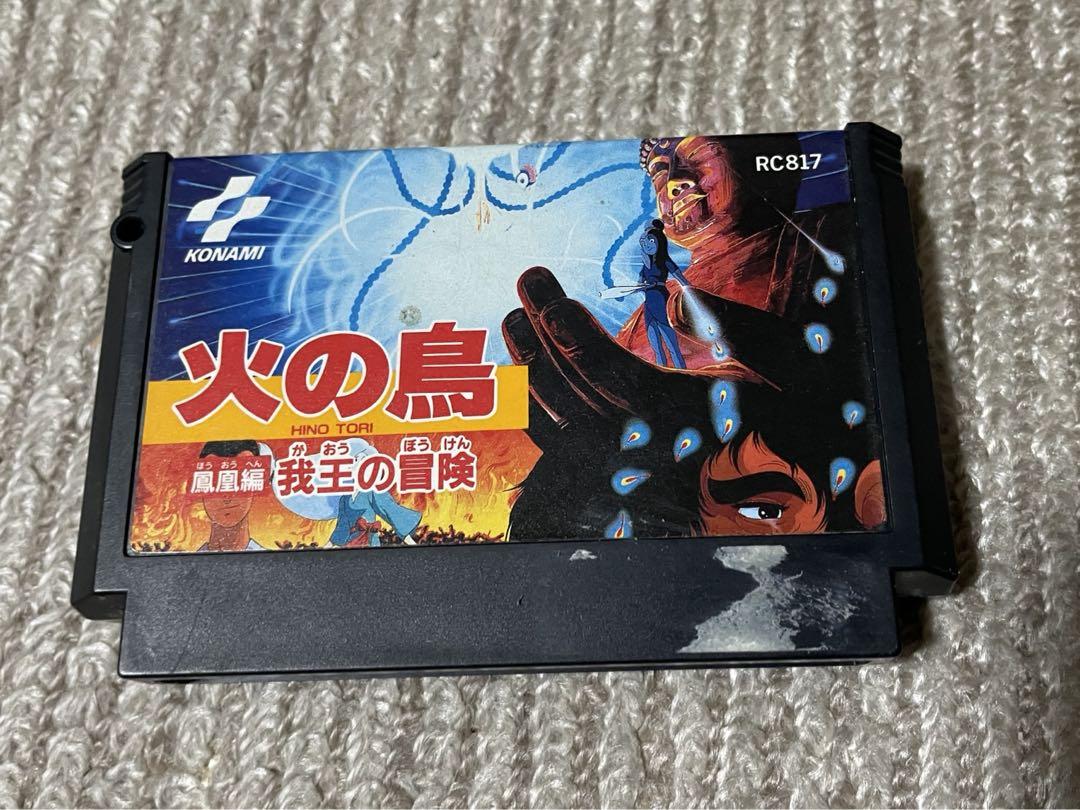 RC817
KONAMI
火の鳥
HINO TORI
ほうおうへん が おう ぼう けん
鳳凰編 我王の冒険